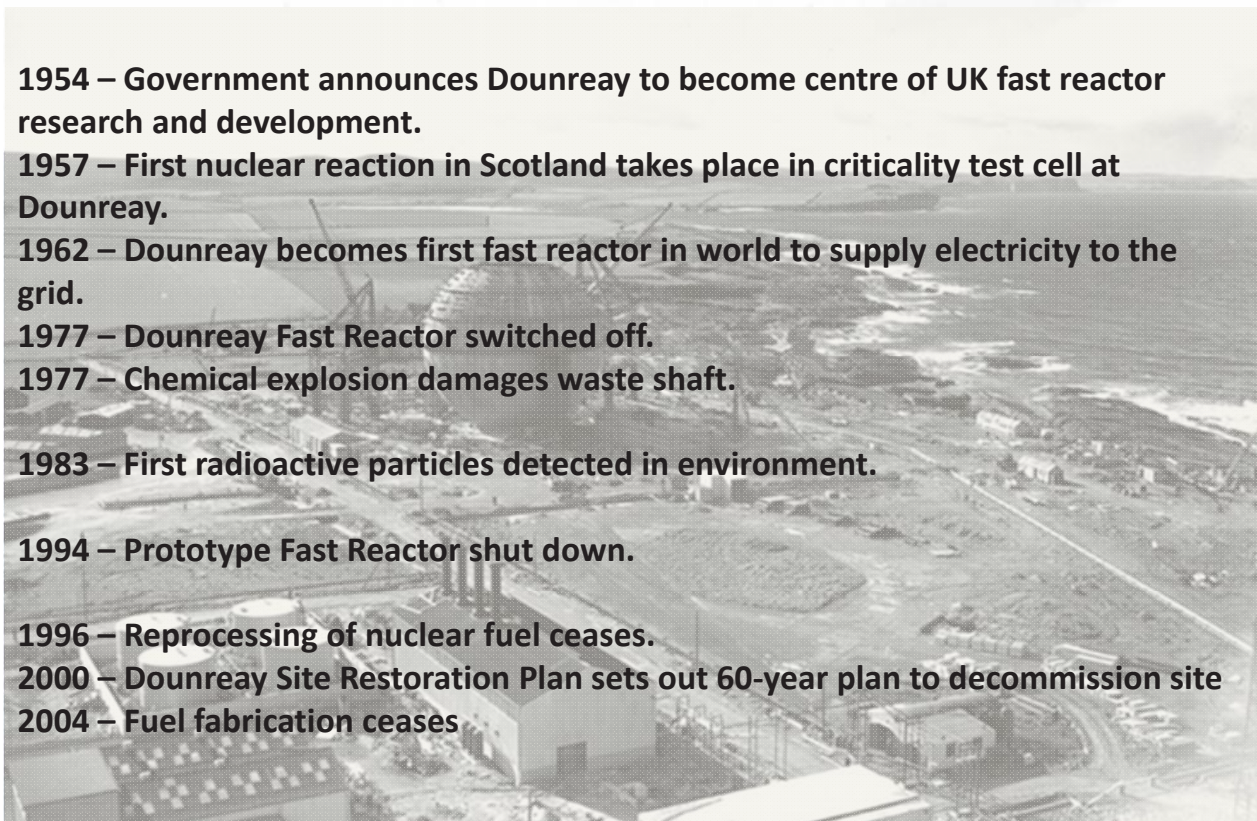 1954 – Government announces Dounreay to become centre of UK fast reactor
research and development.
1957 – First nuclear reaction in Scotland takes place in criticality test cell at
Dounreay.
1962 – Dounreay becomes first fast reactor in world to supply electricity to the
grid.
1977 – Dounreay Fast Reactor switched off.
1977 – Chemical explosion damages waste shaft.
1983 – First radioactive particles detected in environment.
1994 – Prototype Fast Reactor shut down.
1996 – Reprocessing of nuclear fuel ceases.
2000 – Dounreay Site Restoration Plan sets out 60-year plan to decommission site
2004 – Fuel fabrication ceases